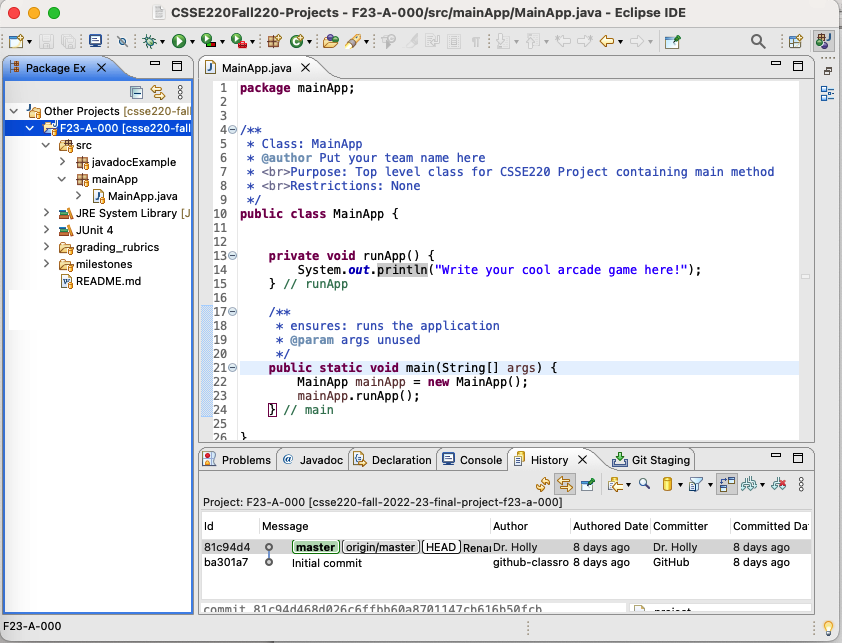 CSSE220Fall220-Projects - F23-A-000/src/mainApp/MainApp.java - Eclipse IDE
Package Ex
Other Projects [csse220-fall
F23-A-000 [csse220-fall
src
javadocExample
mainApp
MainApp.java
JRE System Library [J
JUnit 4
grading_rubrics
milestones
README.md
MainApp.java
1 package mainApp;
2
3
4 /**
5 * Class: MainApp
6 * @author Put your team name here
7 * <br>Purpose: Top level class for CSSE220 Project containing main method
8 * <br>Restrictions: None
9 */
10 public class MainApp {
11
12
13 private void runApp() {
14 System.out.println("Write your cool arcade game here!");
15 } // runApp
16
17 /**
18 * ensures: runs the application
19 * @param args unused
20 */
21 public static void main(String[] args) {
22 MainApp mainApp = new MainApp();
23 mainApp.runApp();
24 } // main
25
26 }
Problems @ Javadoc Declaration Console History Git Staging
Project: F23-A-000 [csse220-fall-2022-23-final-project-f23-a-000]
Id Message Author Authored Date Committer Committed Da
81c94d4 master origin/master HEAD Renar Dr. Holly 8 days ago Dr. Holly 8 days ago
ba301a7 Initial commit github-classro 8 days ago GitHub 8 days ago
commit 81c94d468d026c6ffbb60a8701147cb616b50fcb .project
F23-A-000